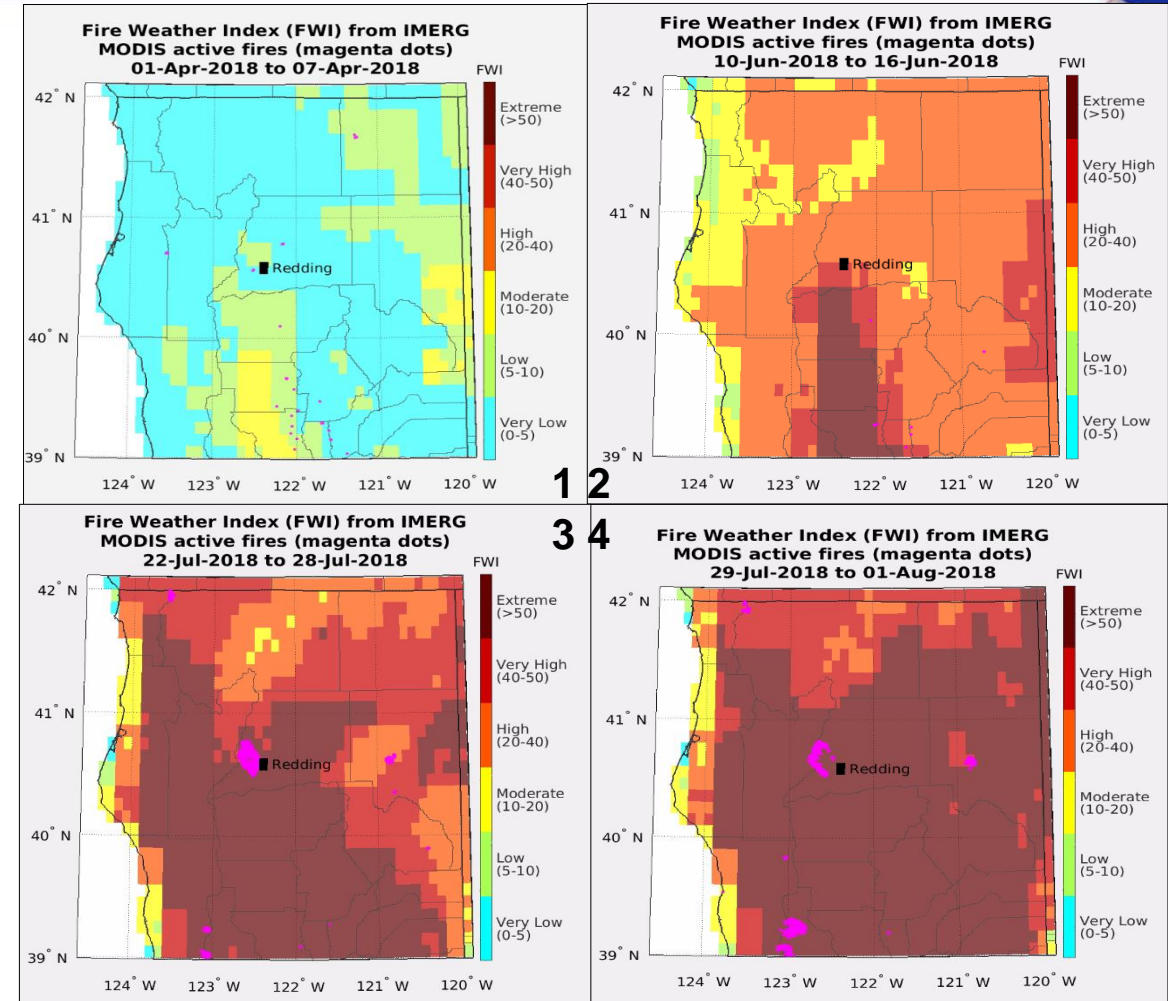 Fire Weather Index (FWI) from IMERG
MODIS active fires (magenta dots)
01-Apr-2018 to 07-Apr-2018
FWI
42° N
41° N
40° N
39° N
124° W 123° W 122° W 121° W 120° W
Redding
Extreme
(>50)
Very High
(40-50)
High
(20-40)
Moderate
(10-20)
Low
(5-10)
Very Low
(0-5)
1
Fire Weather Index (FWI) from IMERG
MODIS active fires (magenta dots)
10-Jun-2018 to 16-Jun-2018
FWI
42° N
41° N
40° N
39° N
124° W 123° W 122° W 121° W 120° W
Redding
Extreme
(>50)
Very High
(40-50)
High
(20-40)
Moderate
(10-20)
Low
(5-10)
Very Low
(0-5)
2
Fire Weather Index (FWI) from IMERG
MODIS active fires (magenta dots)
22-Jul-2018 to 28-Jul-2018
FWI
42° N
41° N
40° N
39° N
124° W 123° W 122° W 121° W 120° W
Redding
Extreme
(>50)
Very High
(40-50)
High
(20-40)
Moderate
(10-20)
Low
(5-10)
Very Low
(0-5)
3
Fire Weather Index (FWI) from IMERG
MODIS active fires (magenta dots)
29-Jul-2018 to 01-Aug-2018
FWI
42° N
41° N
40° N
39° N
124° W 123° W 122° W 121° W 120° W
Redding
Extreme
(>50)
Very High
(40-50)
High
(20-40)
Moderate
(10-20)
Low
(5-10)
Very Low
(0-5)
4